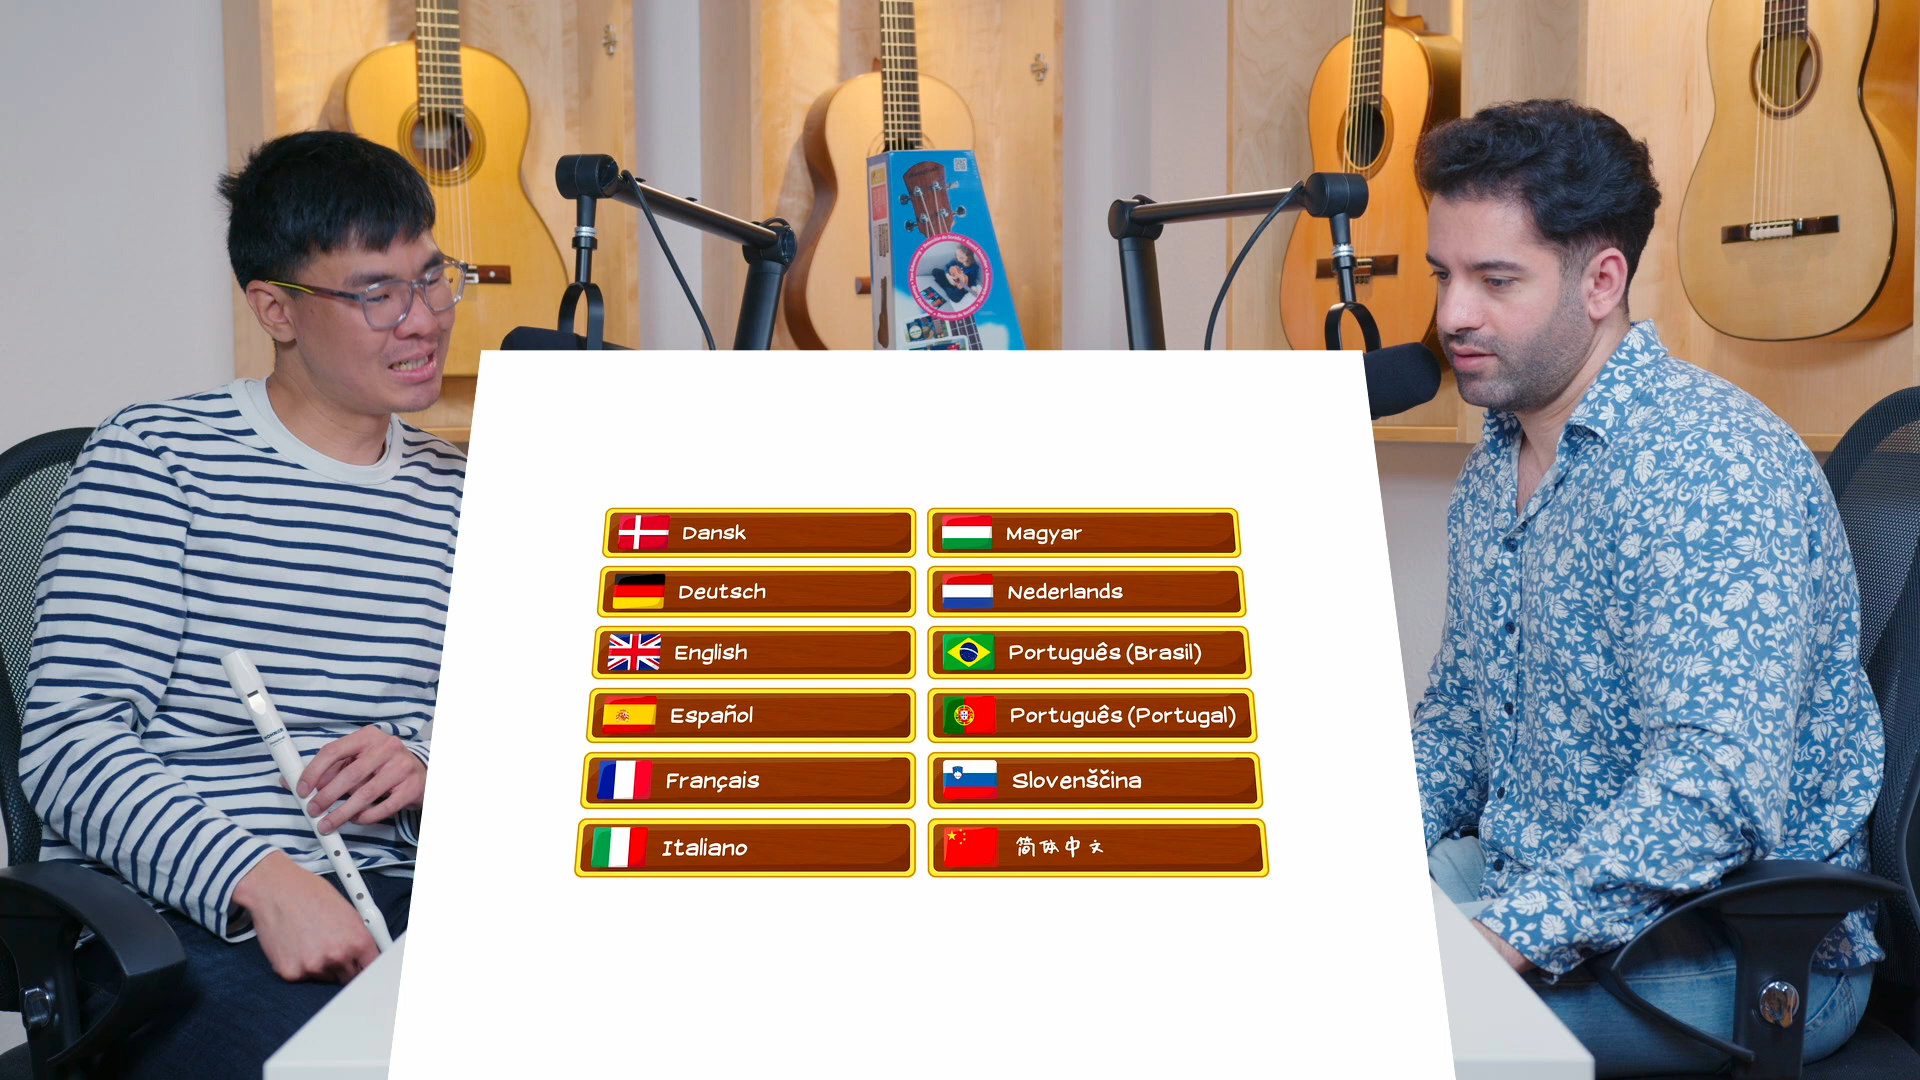 Dansk
Deutsch
English
Español
Français
Italiano
Magyar
Nederlands
Português (Brasil)
Português (Portugal)
Slovenščina
简体中文